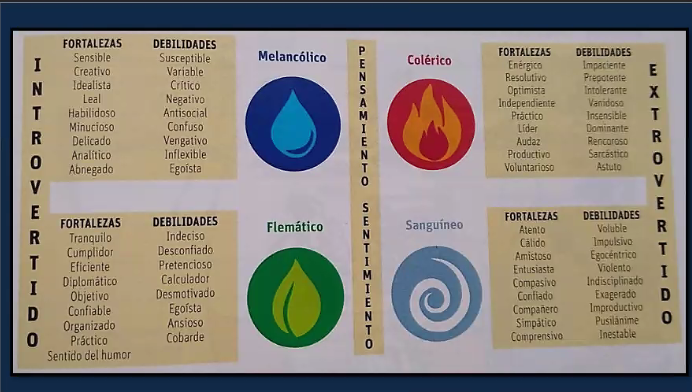 INTROVERTIDO
FORTALEZAS
Sensible
Creativo
Idealista
Leal
Habilidoso
Minucioso
Delicado
Analítico
Abnegado
DEBILIDADES
Susceptible
Variable
Crítico
Negativo
Antisocial
Confuso
Vengativo
Inflexible
Egoísta
Melancólico
PENSAMIENTO
Colérico
FORTALEZAS
Enérgico
Resolutivo
Optimista
Independiente
Práctico
Líder
Audaz
Productivo
Voluntarioso
DEBILIDADES
Impaciente
Prepotente
Intolerante
Vanidoso
Insensible
Dominante
Rencoroso
Sarcástico
Astuto
EXTROVERTIDO
FORTALEZAS
Tranquilo
Cumplidor
Eficiente
Diplomático
Objetivo
Confiable
Organizado
Práctico
Sentido del humor
DEBILIDADES
Indeciso
Desconfiado
Pretencioso
Calculador
Desmotivado
Egoísta
Ansioso
Cobarde
Flemático
SENTIMIENTO
Sanguíneo
FORTALEZAS
Atento
Cálido
Amistoso
Entusiasta
Compasivo
Confiado
Compañero
Simpático
Comprensivo
DEBILIDADES
Voluble
Impulsivo
Egocéntrico
Violento
Indisciplinado
Exagerado
Improductivo
Pusilánime
Inestable